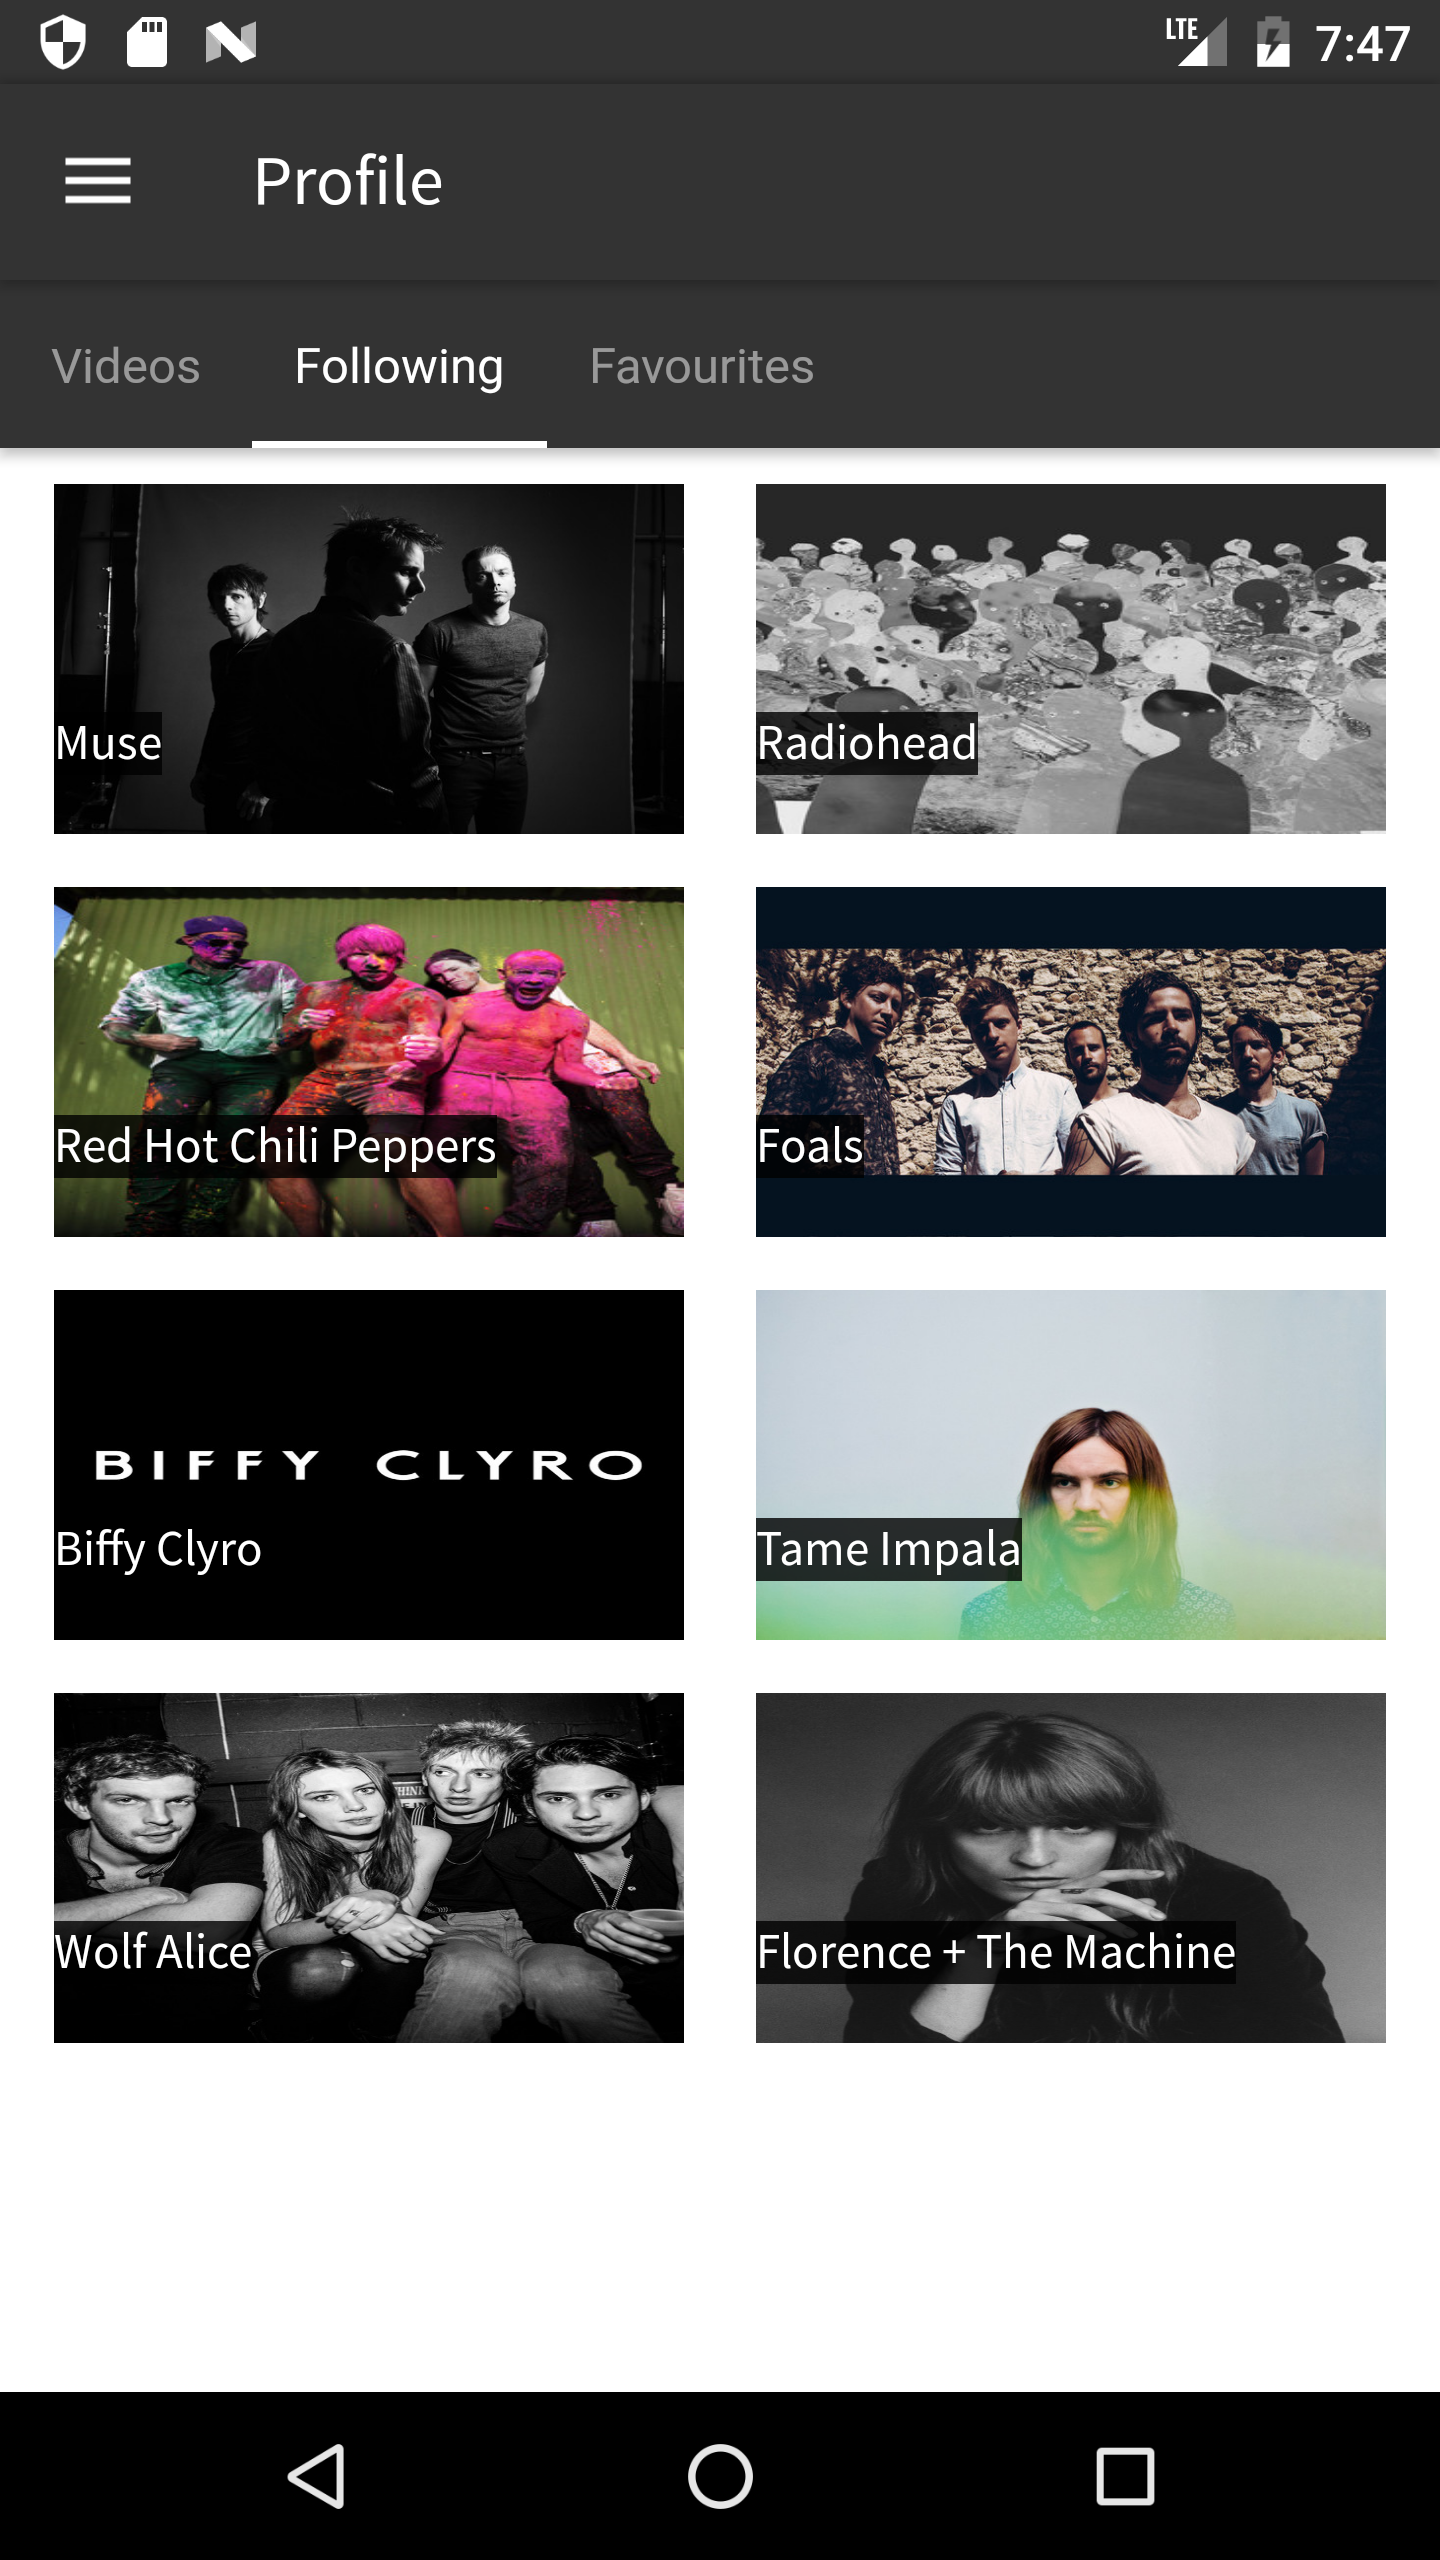 LTE 7:47
Profile
Videos Following Favourites
Muse
Radiohead
Red Hot Chili Peppers
Foals
BIFFY CLYRO
Biffy Clyro
Tame Impala
Wolf Alice
Florence + The Machine